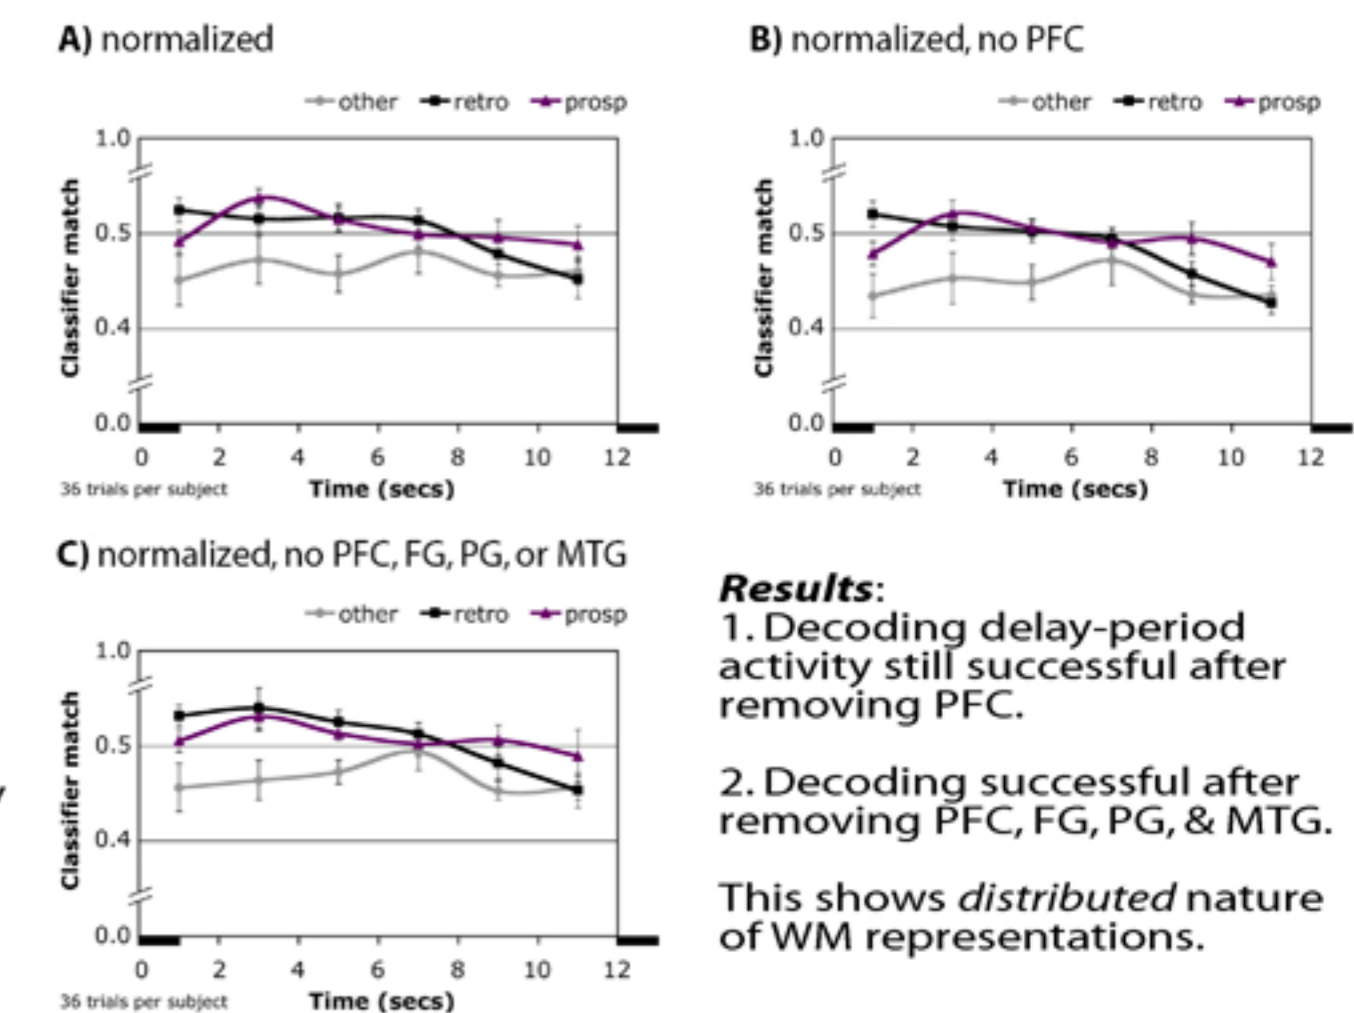 A) normalized
other retro prosp
1.0
0.5
0.4
0.0
Classifier match
0 2 4 6 8 10 12
36 trials per subject Time (secs)
B) normalized, no PFC
other retro prosp
1.0
0.5
0.4
0.0
Classifier match
0 2 4 6 8 10 12
36 trials per subject Time (secs)
C) normalized, no PFC, FG, PG, or MTG
other retro prosp
1.0
0.5
0.4
0.0
Classifier match
0 2 4 6 8 10 12
36 trials per subject Time (secs)
Results:
1. Decoding delay-period
activity still successful after
removing PFC.
2. Decoding successful after
removing PFC, FG, PG, & MTG.
This shows distributed nature
of WM representations.